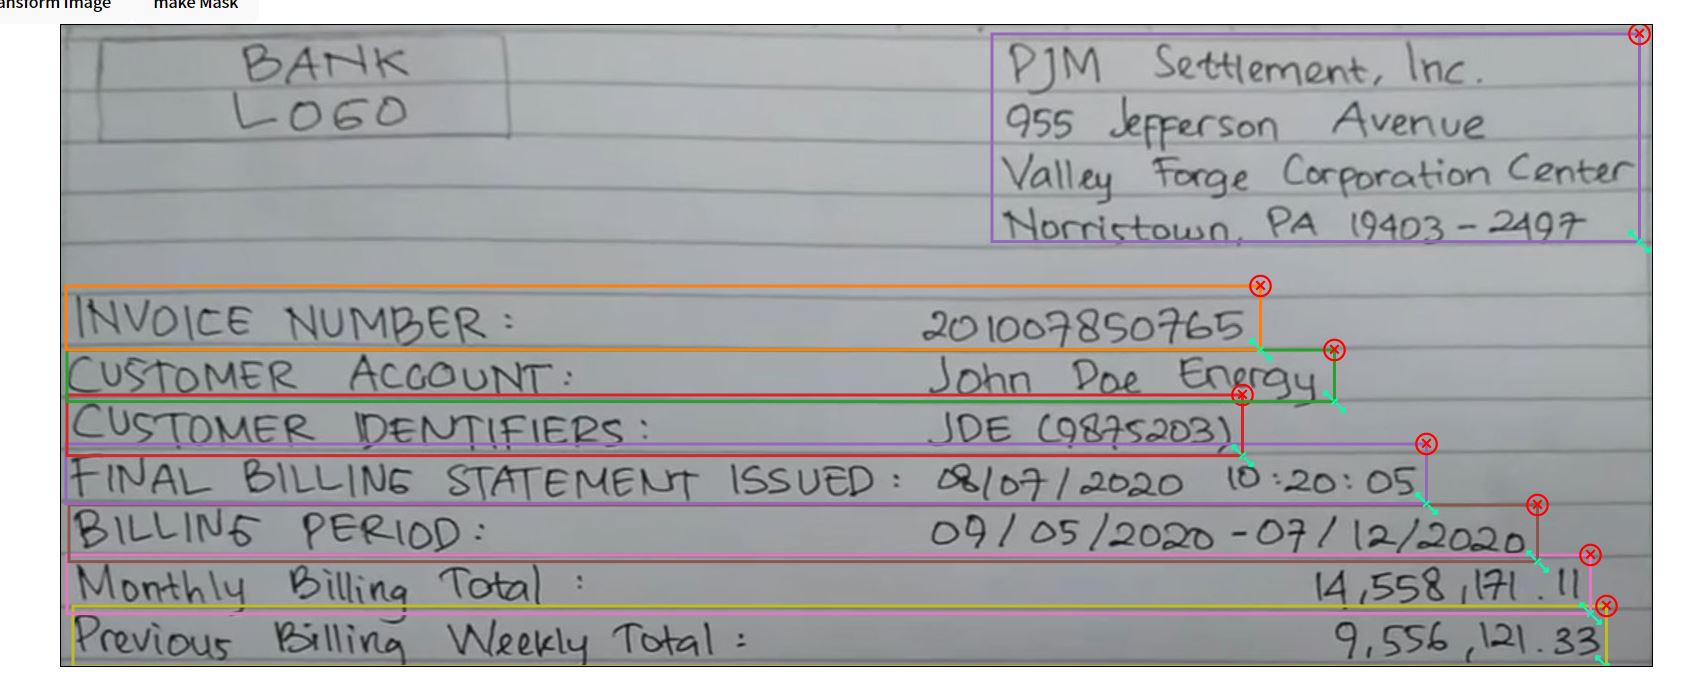 ansform Image make Mask
BANK
LOGO
PJM Settlement, Inc.
955 Jefferson Avenue
Valley Forge Corporation Center
Norristown, PA 19403-2497
INVOICE NUMBER : 201007850765
CUSTOMER ACCOUNT : John Doe Energy
CUSTOMER IDENTIFIERS : JDE (9875203)
FINAL BILLING STATEMENT ISSUED : 08/07/2020 10:20:05
BILLING PERIOD : 09/05/2020-07/12/2020
Monthly Billing Total : 14,558,171.11
Previous Billing Weekly Total : 9,556,121.33